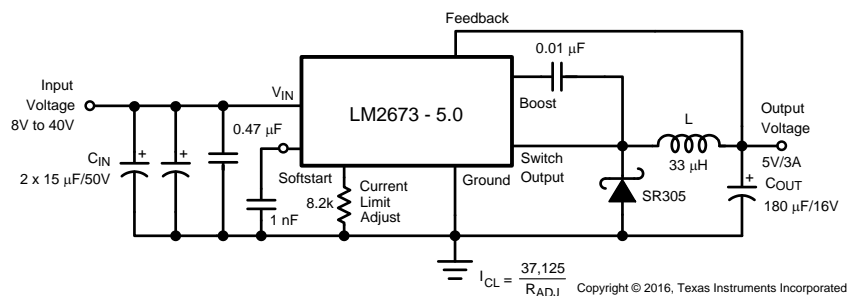 Feedback
Input
Voltage
8V to 40V
VIN
LM2673 - 5.0
0.01 μF
Boost
L
33 μH
Output
Voltage
5V/3A
CIN
2 x 15 μF/50V
0.47 μF
Softstart
1 nF
8.2k
Current
Limit
Adjust
Ground
Switch
Output
SR305
COUT
180 μF/16V
+
+
+
ICL = 37,125
RADJ
Copyright © 2016, Texas Instruments Incorporated